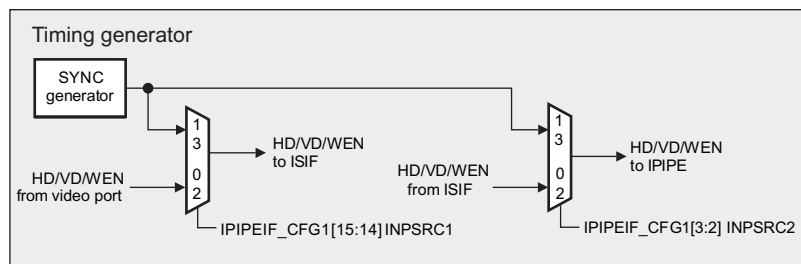 Timing generator
SYNC
generator
1
3
0
2
HD/VD/WEN
to ISIF
HD/VD/WEN
from video port
IPIPEIF_CFG1[15:14] INPSRC1
1
3
0
2
HD/VD/WEN
to IPIPE
HD/VD/WEN
from ISIF
IPIPEIF_CFG1[3:2] INPSRC2